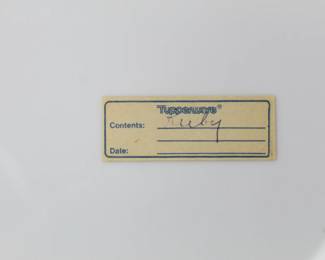 Tupperware®
Contents: Ruby
Date: